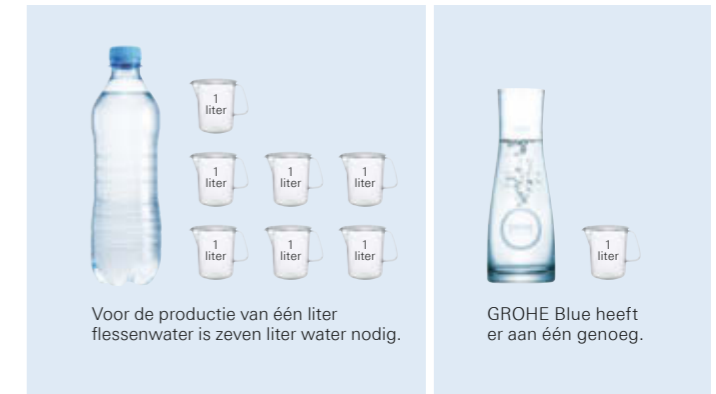 1
liter
1
liter
1
liter
1
liter
1
liter
1
liter
1
liter
Voor de productie van één liter
flessenwater is zeven liter water nodig.
1
liter
GROHE Blue heeft
er aan één genoeg.